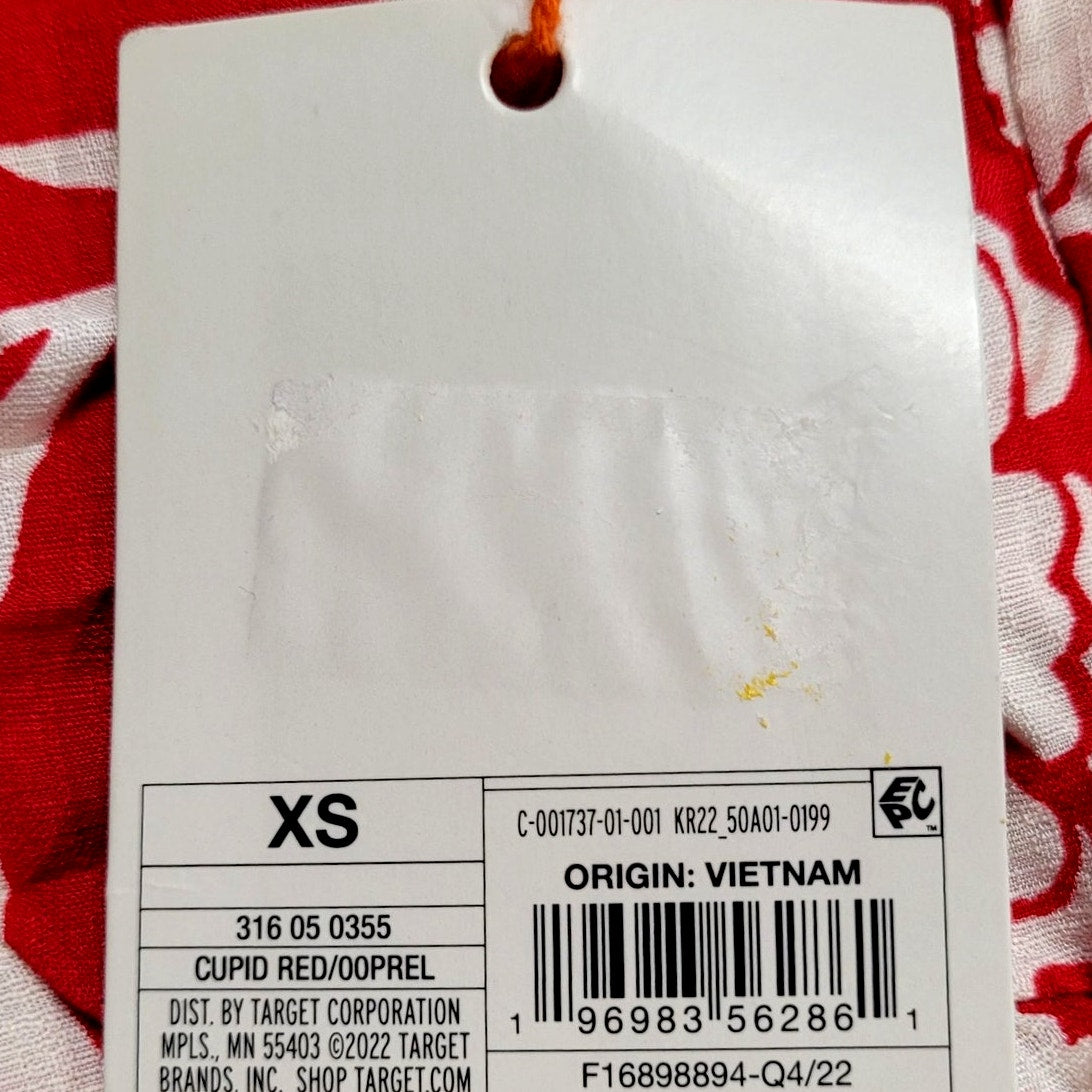 XS
316 05 0355
CUPID RED/00PREL
DIST. BY TARGET CORPORATION
MPLS., MN 55403 ©2022 TARGET
BRANDS, INC. SHOP TARGET.COM
C-001737-01-001 KR22_50A01-0199
EPC™
ORIGIN: VIETNAM
1 96983 56286 1
F16898894-Q4/22